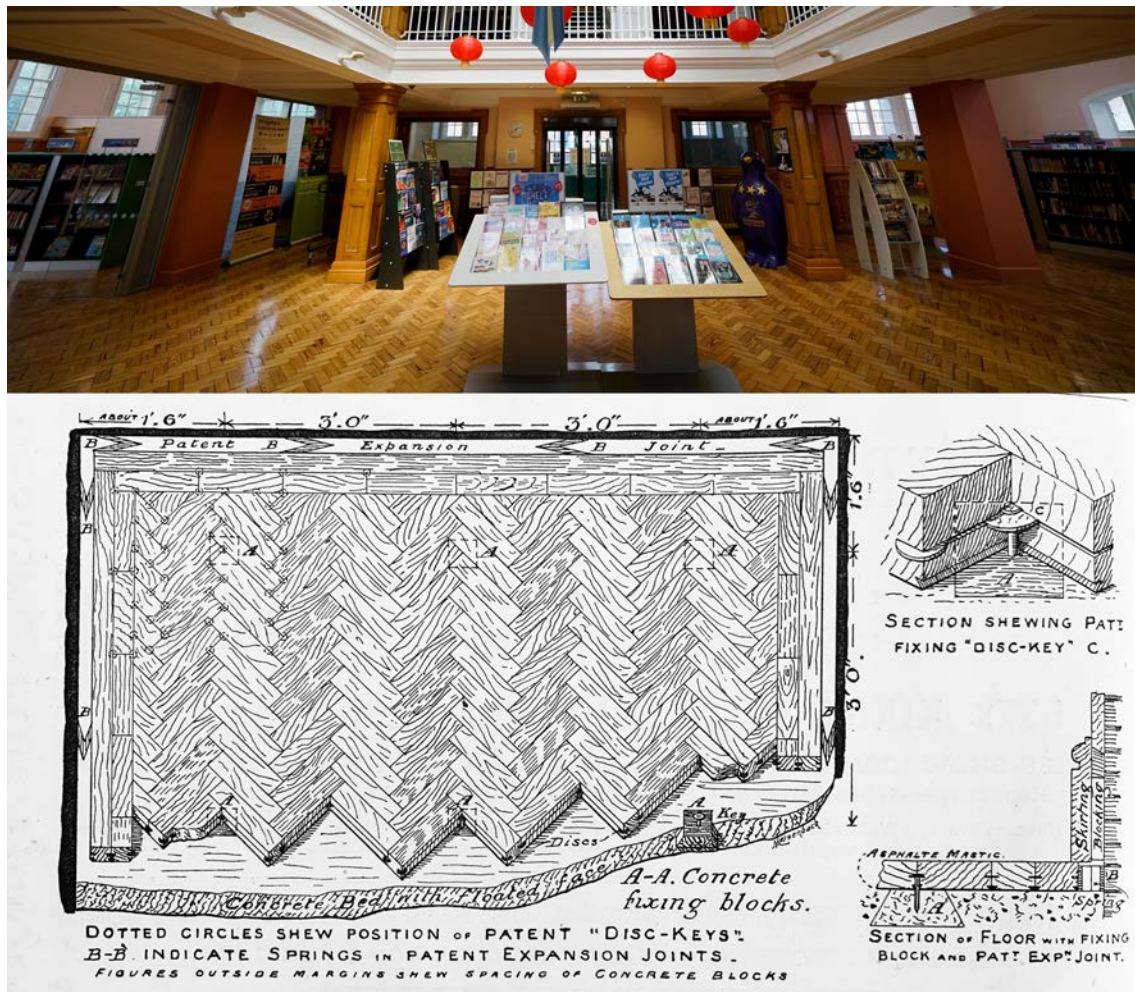 ABOUT 1'.6" 3'.0" 3'.0" ABOUT 1'.6"
B Patent B Expansion B Joint B
1'.6"
3'.0"
B
B
B
A A A
A A A Key
Discs
Concrete Bed with Floated face
A-A. Concrete
fixing blocks.
DOTTED CIRCLES SHEW POSITION OF PATENT "DISC-KEYS".
B-B. INDICATE SPRINGS IN PATENT EXPANSION JOINTS.
FIGURES OUTSIDE MARGINS SHEW SPACING OF CONCRETE BLOCKS
C
A
SECTION SHEWING PATT
FIXING "DISC-KEY" C.
Skirting
Blocking
ASPHALTE MASTIC.
B
A
Spring
SECTION OF FLOOR WITH FIXING
BLOCK AND PATT EXPN JOINT.